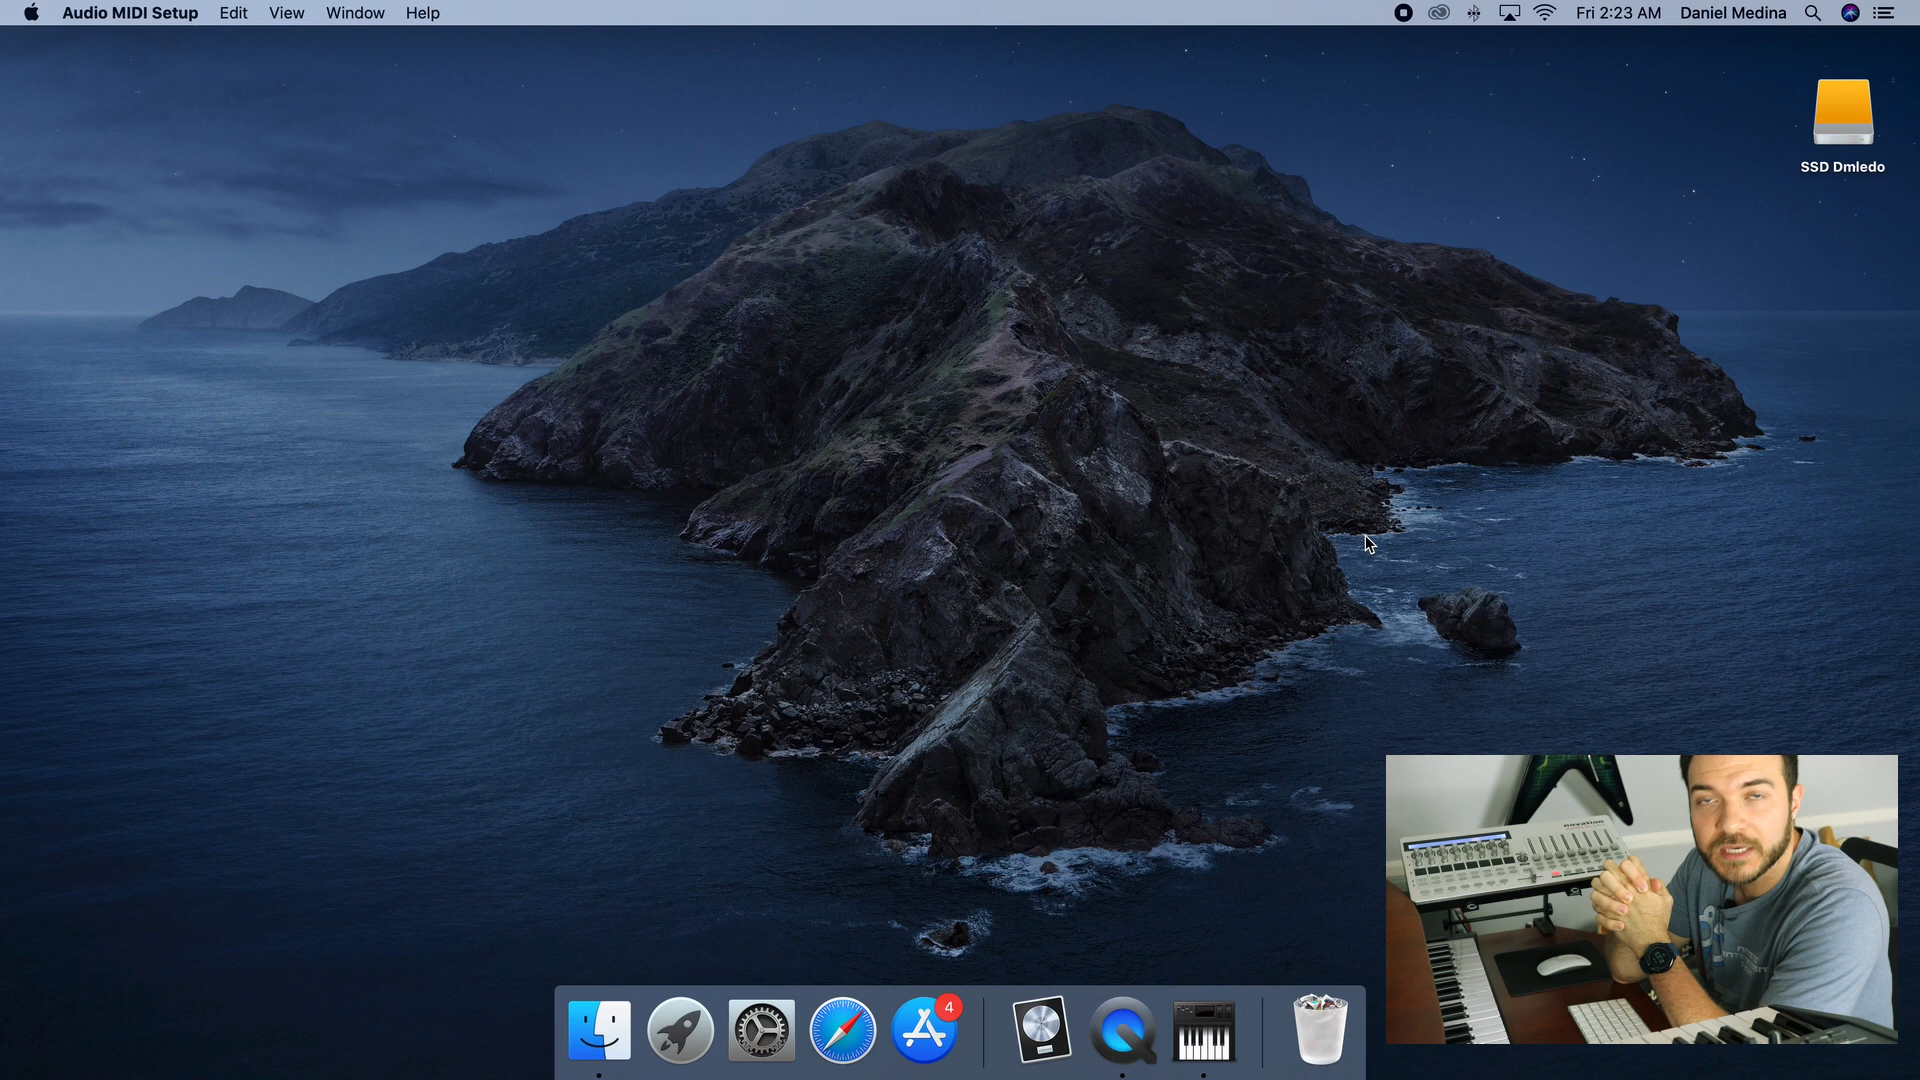 Audio MIDI Setup Edit View Window Help Fri 2:23 AM Daniel Medina
SSD Dmledo
novation
4